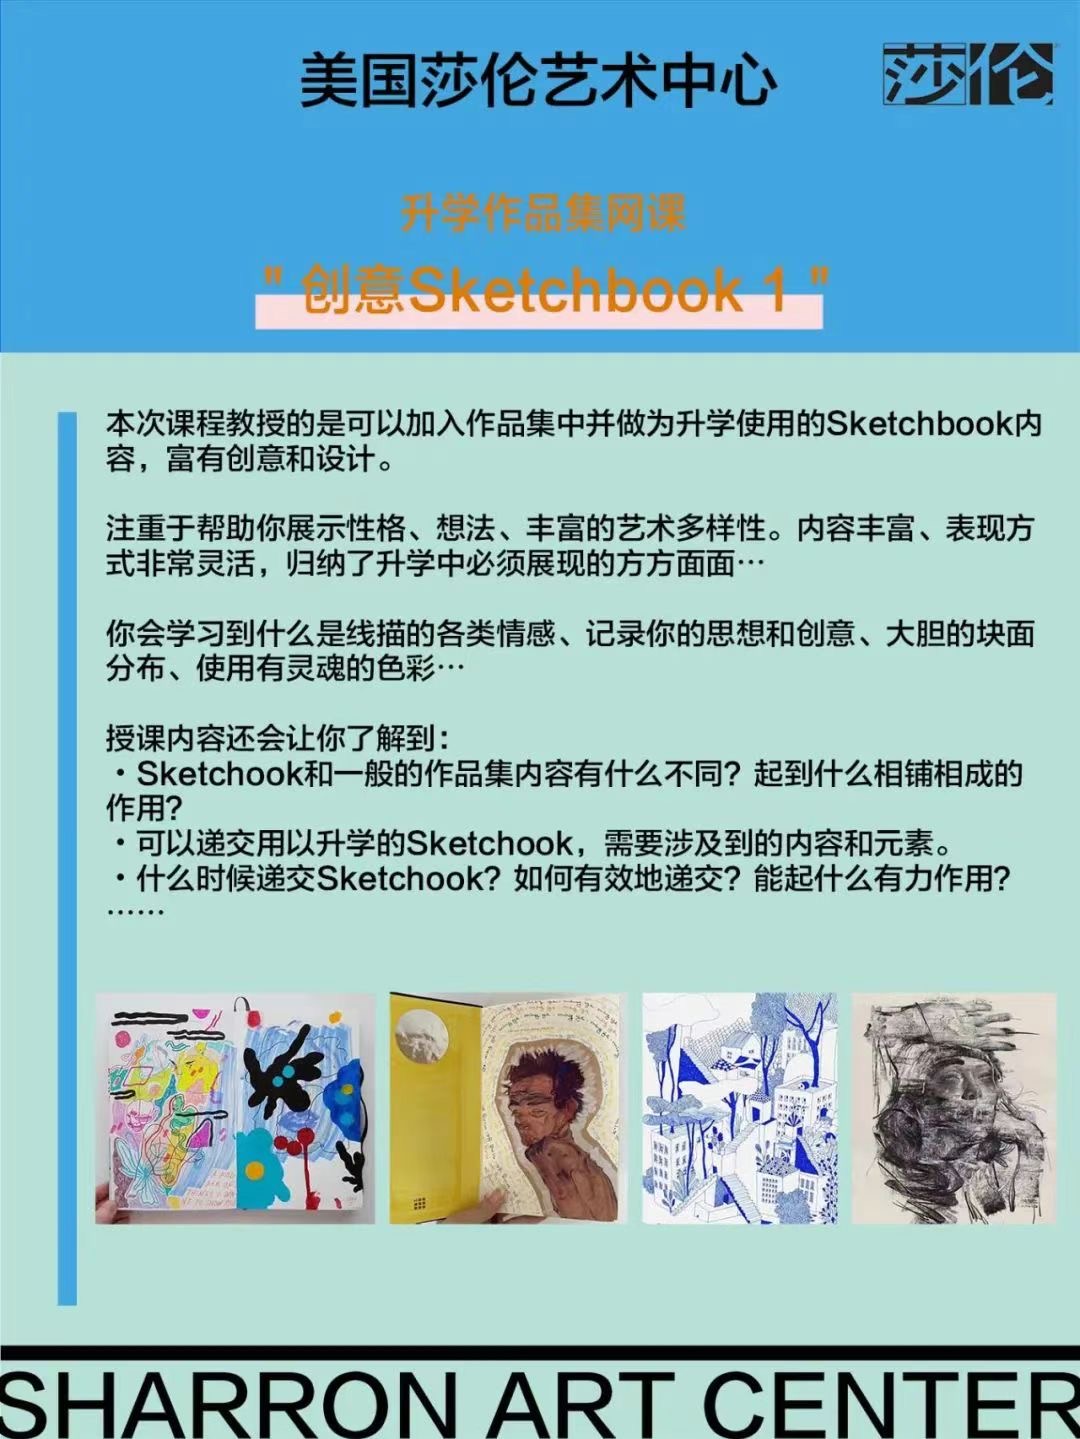 美国莎伦艺术中心
莎伦
升学作品集网课
"创意Sketchbook 1"
本次课程教授的是可以加入作品集中并做为升学使用的Sketchbook内
容，富有创意和设计。
注重于帮助你展示性格、想法、丰富的艺术多样性。内容丰富、表现方
式非常灵活，归纳了升学中必须展现的方方面面…
你会学习到什么是线描的各类情感、记录你的思想和创意、大胆的块面
分布、使用有灵魂的色彩…
授课内容还会让你了解到：
·Sketchook和一般的作品集内容有什么不同？起到什么相铺相成的
作用？
·可以递交用以升学的Sketchook，需要涉及到的内容和元素。
·什么时候递交Sketchook？如何有效地递交？能起什么有力作用？
……
SHARRON ART CENTER